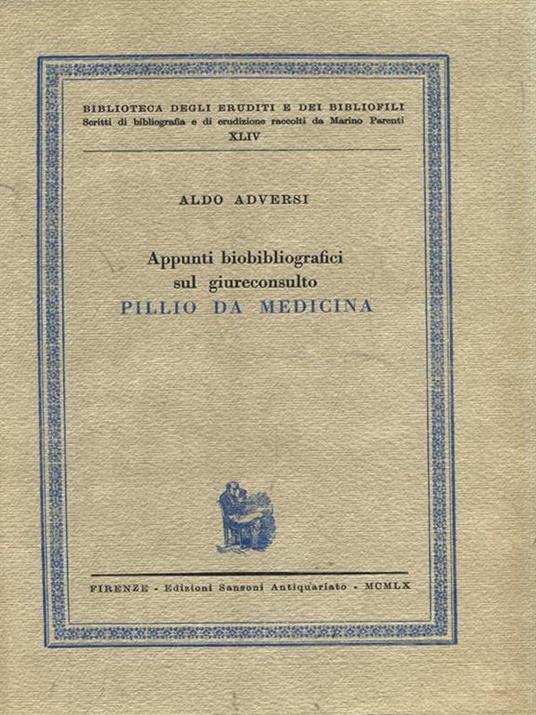 BIBLIOTECA DEGLI ERUDITI E DEI BIBLIOFILI
Scritti di bibliografia e di erudizione raccolti da Marino Parenti
XLIV
ALDO ADVERSI
Appunti biobibliografici
sul giureconsulto
PILLIO DA MEDICINA
FIRENZE - Edizioni Sansoni Antiquariato - MCMLX